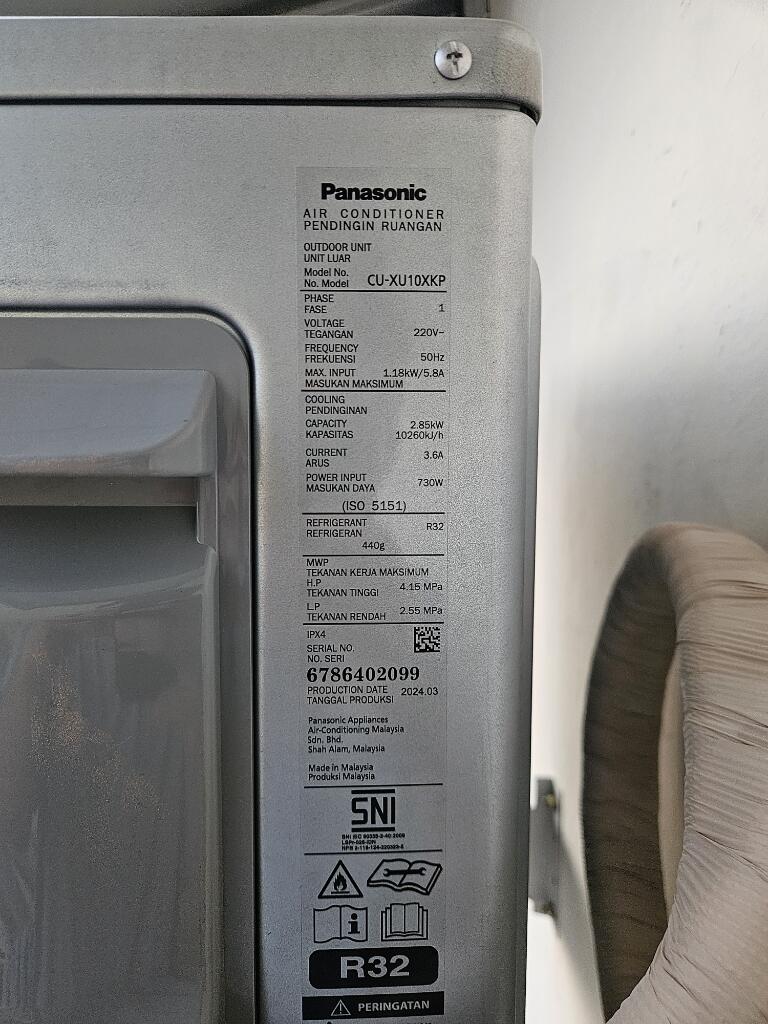 Panasonic
AIR CONDITIONER
PENDINGIN RUANGAN
OUTDOOR UNIT
UNIT LUAR
Model No.
No. Model CU-XU10XKP
PHASE
FASE 1
VOLTAGE
TEGANGAN 220V~
FREQUENCY
FREKUENSI 50Hz
MAX. INPUT 1.18kW/5.8A
MASUKAN MAKSIMUM
COOLING
PENDINGINAN
CAPACITY 2.85kW
KAPASITAS 10260kJ/h
CURRENT 3.6A
ARUS
POWER INPUT 730W
MASUKAN DAYA
(ISO 5151)
REFRIGERANT R32
REFRIGERAN
440g
MWP
TEKANAN KERJA MAKSIMUM
H.P 4.15 MPa
TEKANAN TINGGI
L.P 2.55 MPa
TEKANAN RENDAH
IPX4
SERIAL NO.
NO. SERI
6786402099
PRODUCTION DATE 2024.03
TANGGAL PRODUKSI
Panasonic Appliances
Air-Conditioning Malaysia
Sdn. Bhd.
Shah Alam, Malaysia
Made in Malaysia
Produksi Malaysia
SNI
R32
PERINGATAN